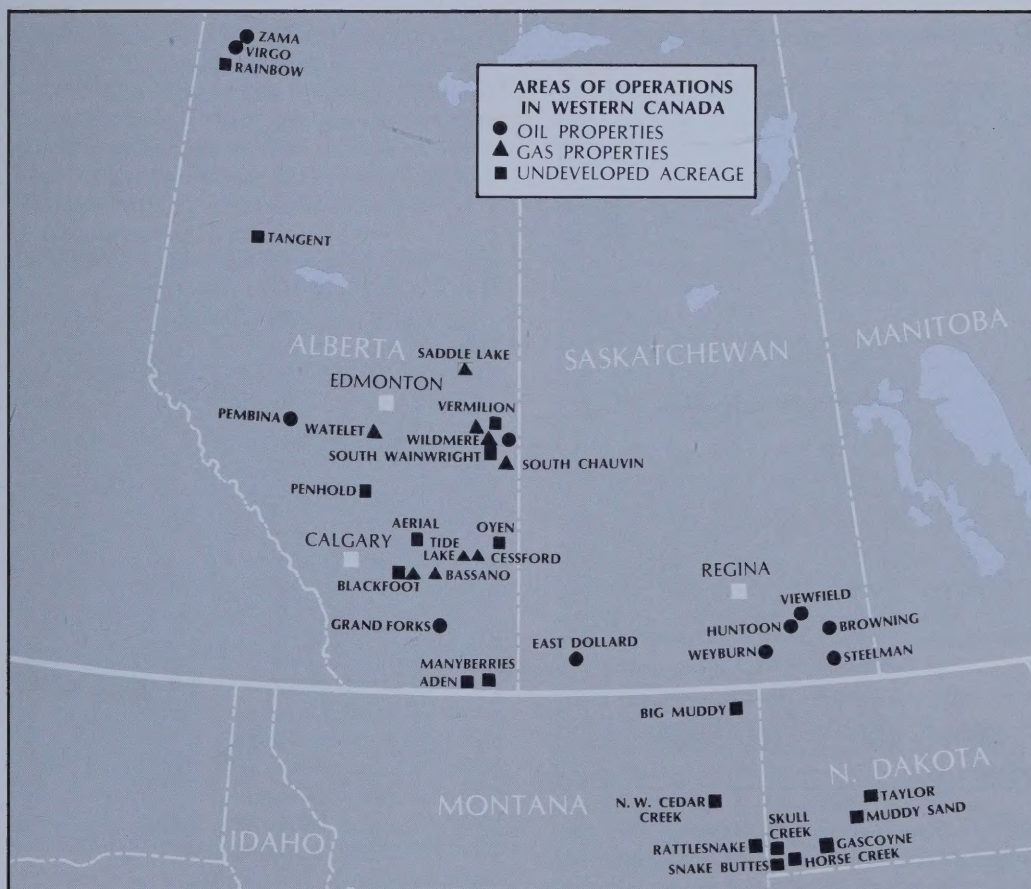 ZAMA
VIRGO
RAINBOW
AREAS OF OPERATIONS
IN WESTERN CANADA
OIL PROPERTIES
GAS PROPERTIES
UNDEVELOPED ACREAGE
TANGENT
ALBERTA
SASKATCHEWAN
MANITOBA
SADDLE LAKE
EDMONTON
PEMBINA
VERMILION
WATELET
WILDMERE
SOUTH WAINWRIGHT
SOUTH CHAUVIN
PENHOLD
AERIAL
OYEN
CALGARY
TIDE
LAKE
CESSFORD
BLACKFOOT
BASSANO
REGINA
VIEWFIELD
GRAND FORKS
HUNTOON
BROWNING
EAST DOLLARD
WEYBURN
STEELMAN
MANYBERRIES
ADEN
BIG MUDDY
N. DAKOTA
MONTANA
N. W. CEDAR
CREEK
TAYLOR
MUDDY SAND
SKULL
CREEK
IDAHO
RATTLESNAKE
GASCOYNE
SNAKE BUTTES
HORSE CREEK